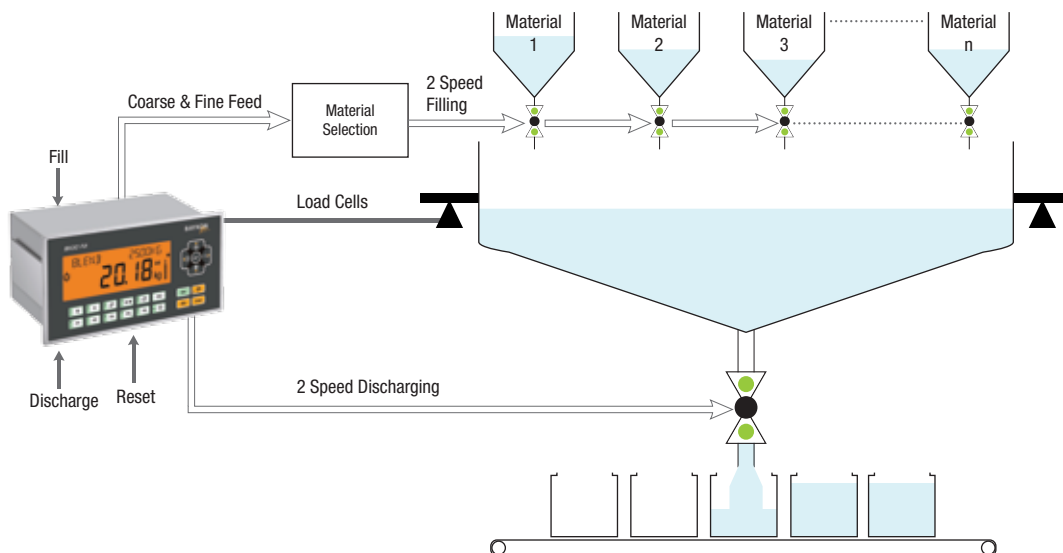 Material
1
Material
2
Material
3
Material
n
2 Speed
Filling
Coarse & Fine Feed
Material
Selection
Fill
Load Cells
BLEND
2500kg
20.18
kg
2 Speed Discharging
Discharge
Reset